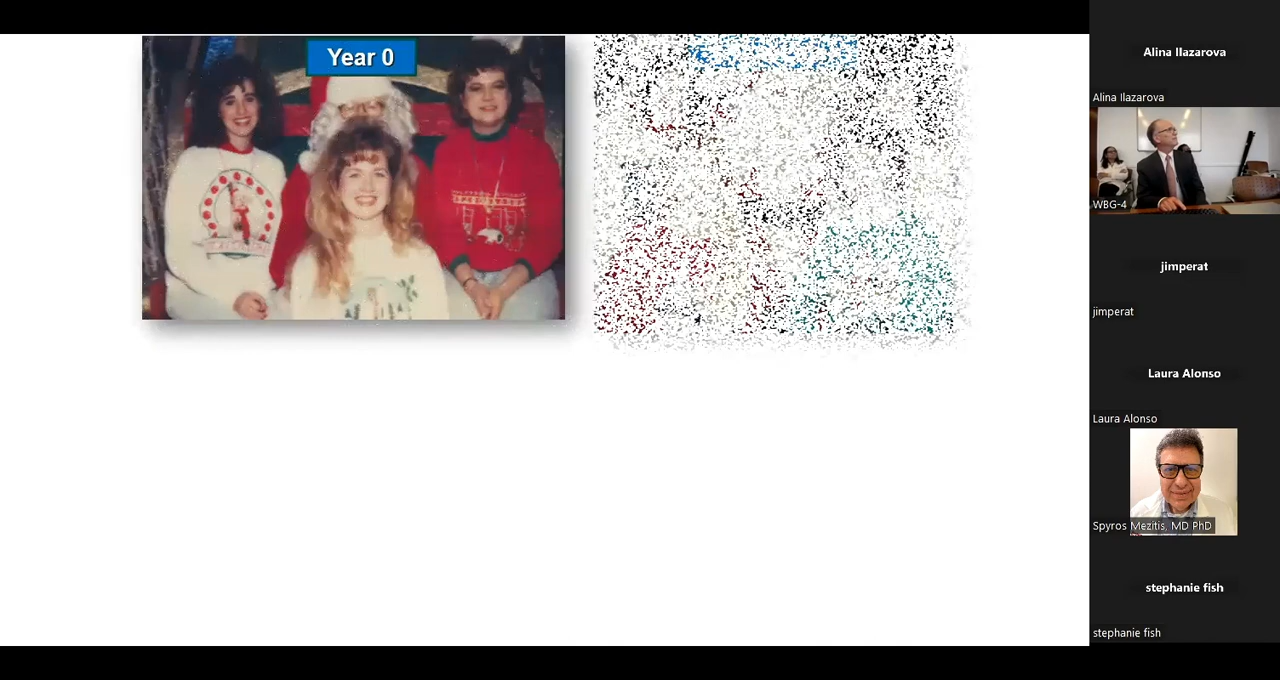 Year 0
Alina Ilazarova
Alina Ilazarova
WBG-4
jimperat
jimperat
Laura Alonso
Laura Alonso
Spyros Mezitis, MD PhD
stephanie fish
stephanie fish